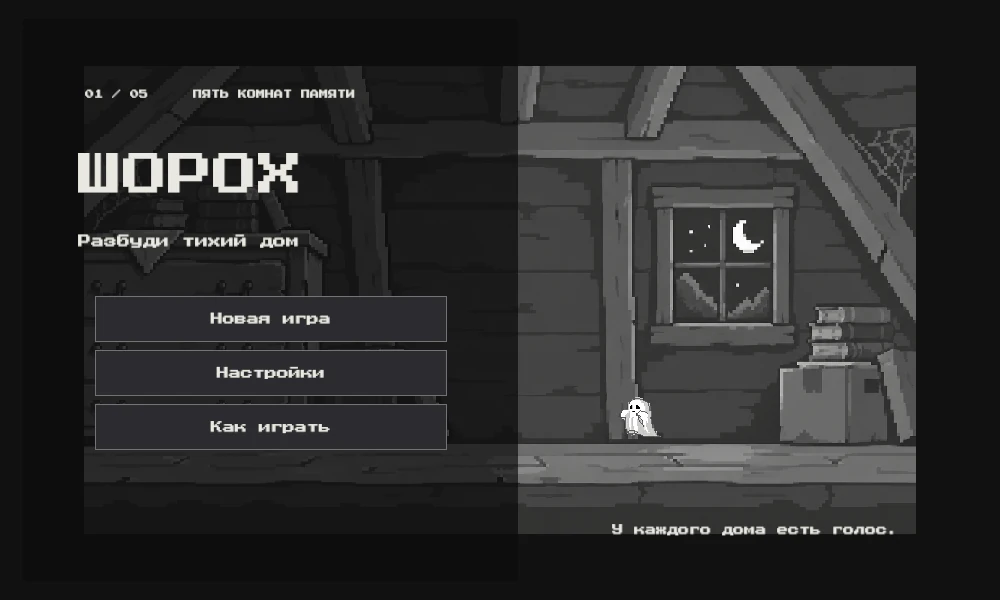 01 / 05 ПЯТЬ КОМНАТ ПАМЯТИ
ШОРОХ
Разбуди тихий дом
Новая игра
Настройки
Как играть
У каждого дома есть голос.